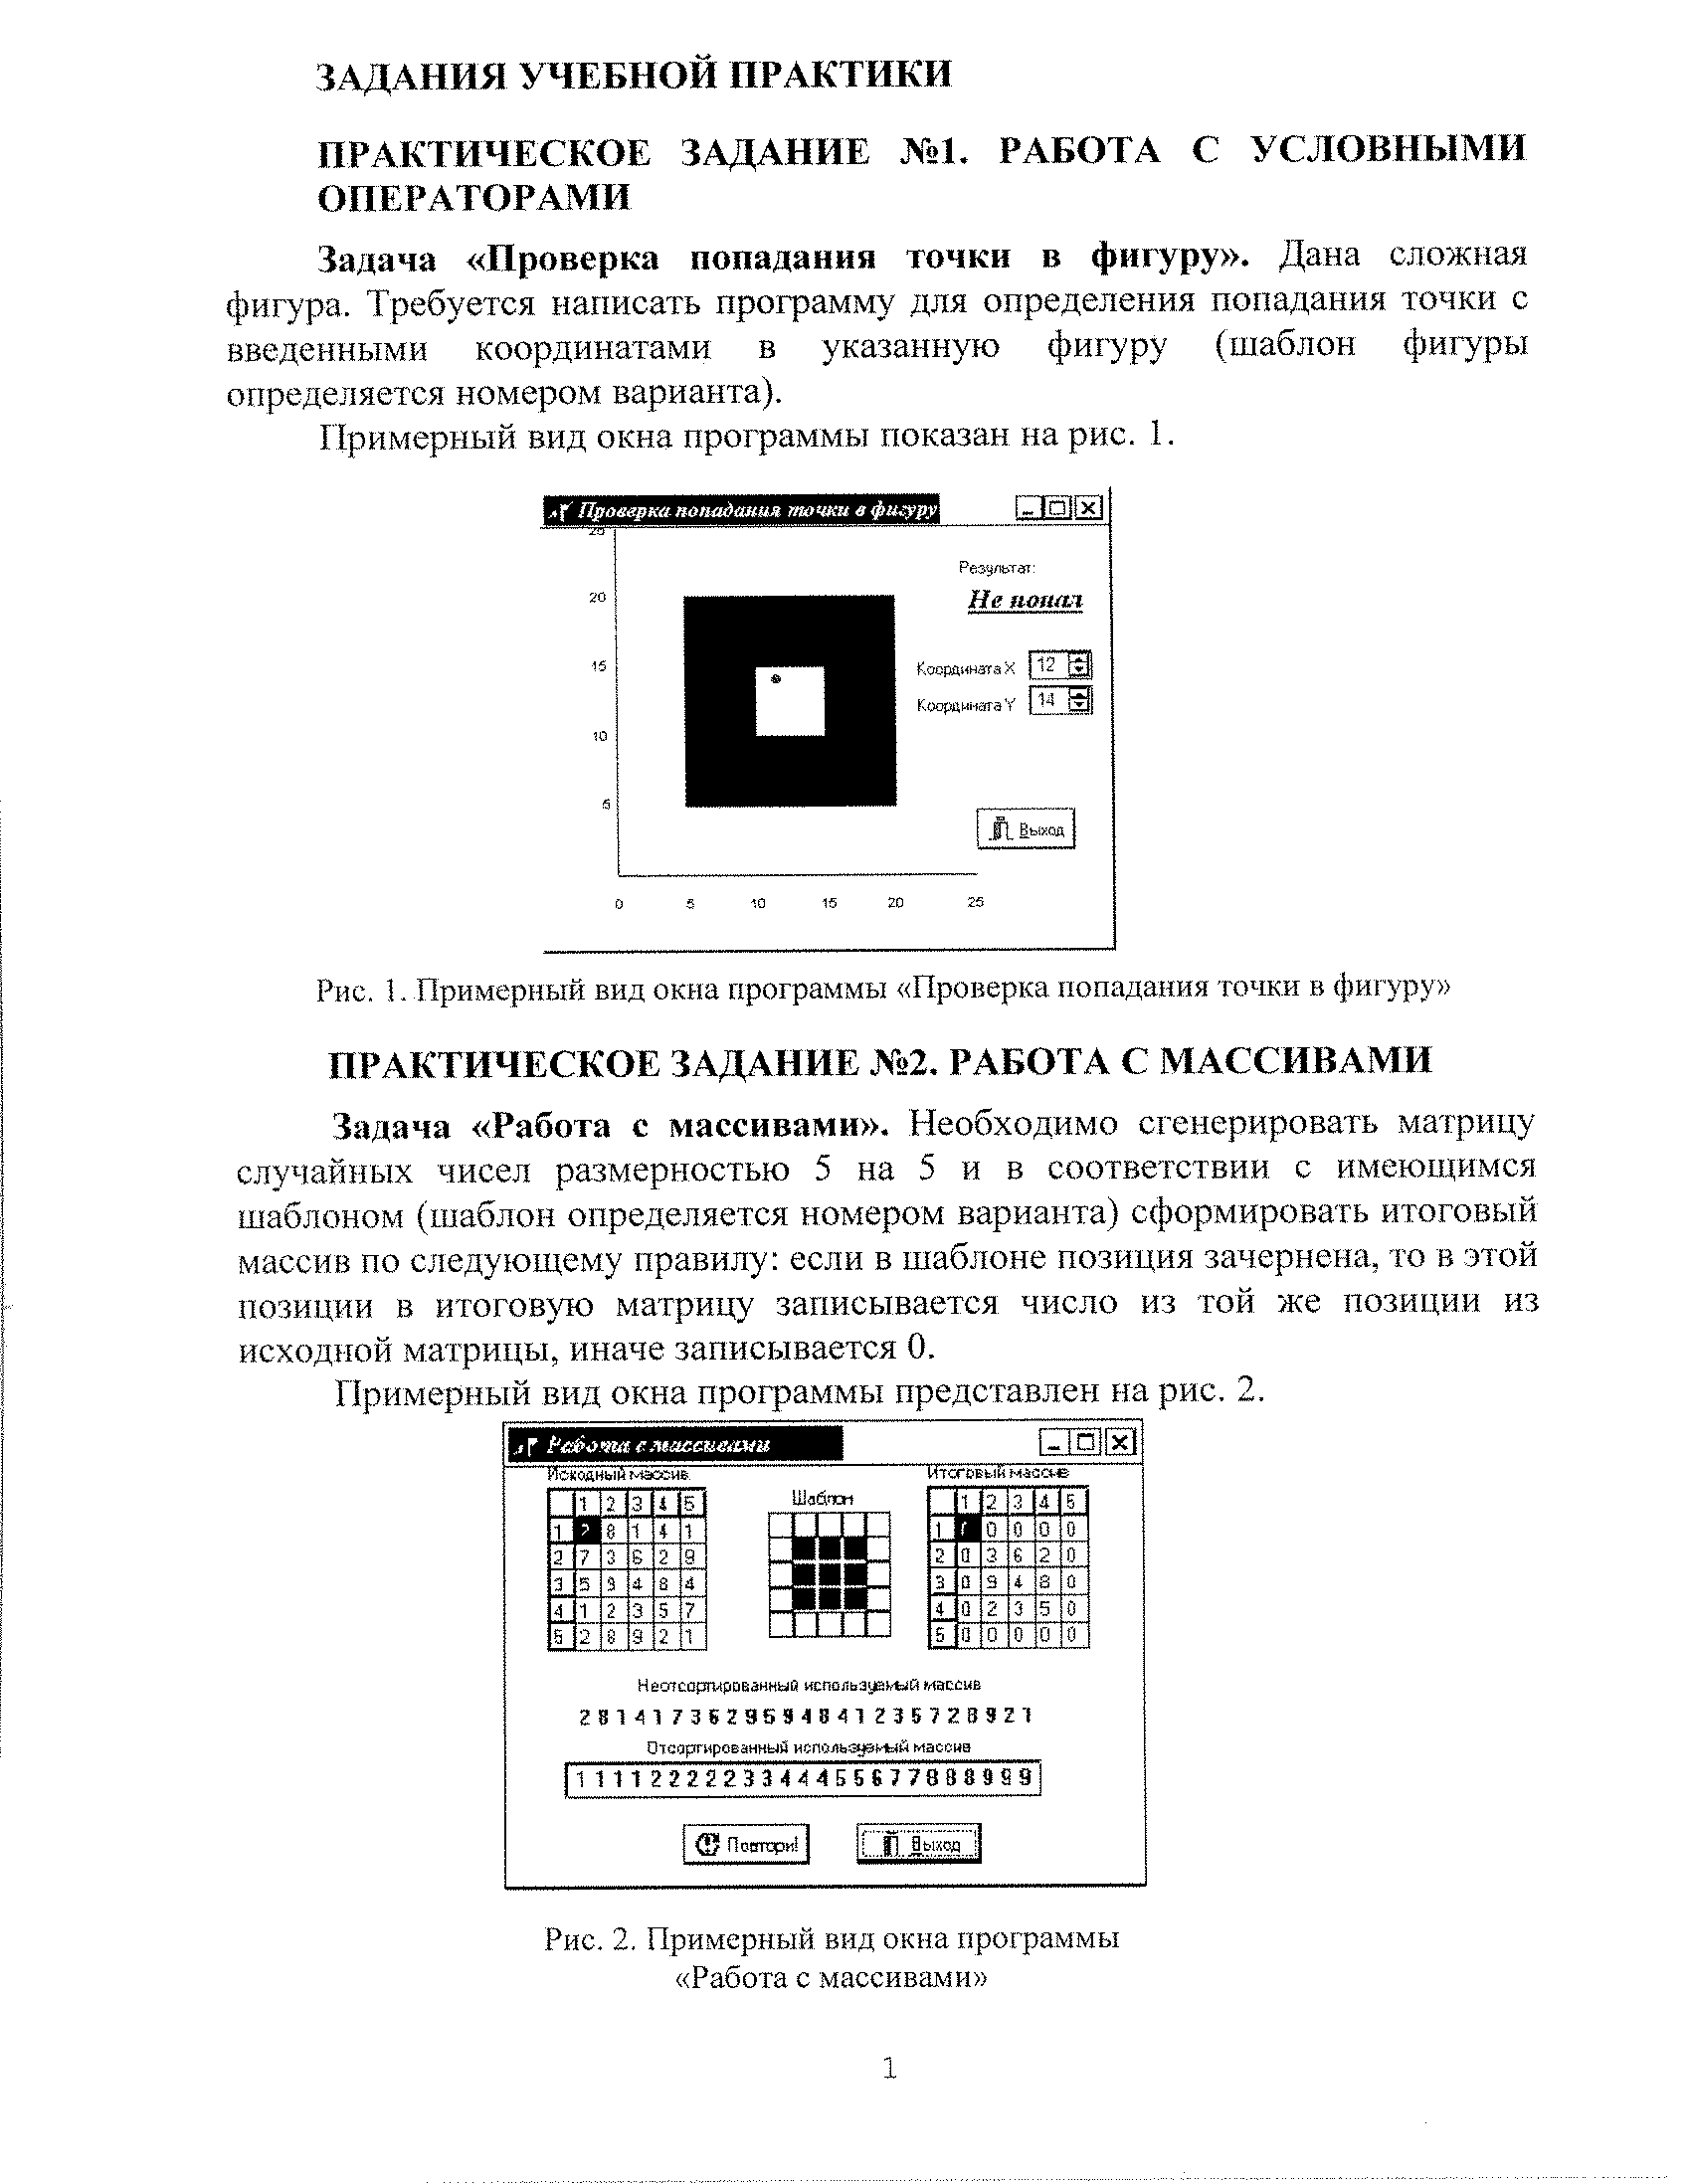 ЗАДАНИЯ УЧЕБНОЙ ПРАКТИКИ
ПРАКТИЧЕСКОЕ ЗАДАНИЕ №1. РАБОТА С УСЛОВНЫМИ
ОПЕРАТОРАМИ
Задача «Проверка попадания точки в фигуру». Дана сложная
фигура. Требуется написать программу для определения попадания точки с
введенными координатами в указанную фигуру (шаблон фигуры
определяется номером варианта).
Примерный вид окна программы показан на рис. 1.
Проверка попадания точки в фигуру
25
Результат:
20
Не попал
15
Координата X 12
Координата Y 14
10
5
Выход
0 5 10 15 20 25
Рис. 1. Примерный вид окна программы «Проверка попадания точки в фигуру»
ПРАКТИЧЕСКОЕ ЗАДАНИЕ №2. РАБОТА С МАССИВАМИ
Задача «Работа с массивами». Необходимо сгенерировать матрицу
случайных чисел размерностью 5 на 5 и в соответствии с имеющимся
шаблоном (шаблон определяется номером варианта) сформировать итоговый
массив по следующему правилу: если в шаблоне позиция зачернена, то в этой
позиции в итоговую матрицу записывается число из той же позиции из
исходной матрицы, иначе записывается 0.
Примерный вид окна программы представлен на рис. 2.
Работа с массивами
Исходный массив
1 2 3 4 5
1 2 8 1 4 1
2 7 3 6 2 9
3 5 9 4 8 4
4 1 2 3 5 7
5 2 8 9 2 1
Шаблон
Итоговый массив
1 2 3 4 5
1 0 0 0 0
2 0 3 6 2 0
3 0 9 4 8 0
4 0 2 3 5 0
5 0 0 0 0 0
Неотсортированный используемый массив
2 8 1 4 1 7 3 6 2 9 5 9 4 8 4 1 2 3 5 7 2 8 9 2 1
Отсортированный используемый массив
1 1 1 1 2 2 2 2 2 3 3 4 4 4 5 5 6 7 7 8 8 8 9 9 9
Повтори!
Выход
Рис. 2. Примерный вид окна программы
«Работа с массивами»
1